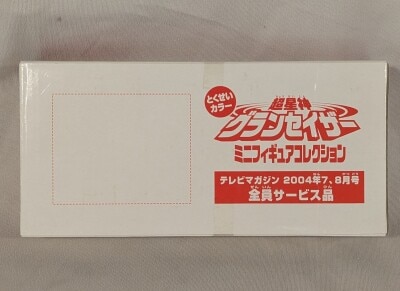 とくせい
カラー
超星神
グランセイザー
ミニフィギュアコレクション
テレビマガジン 2004年7、8月号
全員サービス品